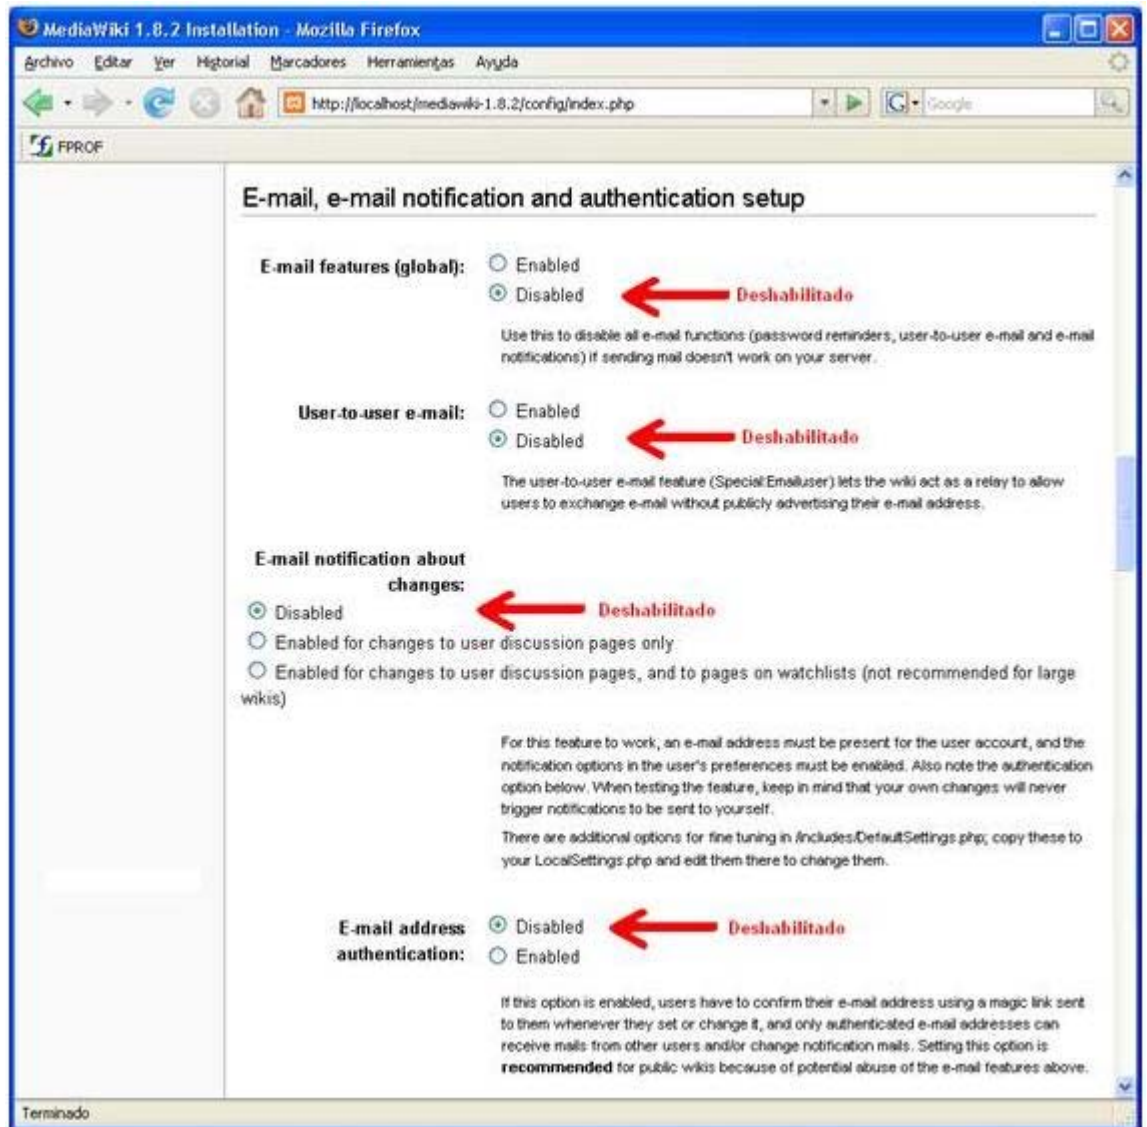 MediaWiki 1.8.2 Installation - Mozilla Firefox
Archivo Editar Ver Historial Marcadores Herramientas Ayuda
http://localhost/mediawiki-1.8.2/config/index.php
G Google
FPROF
E-mail, e-mail notification and authentication setup
E-mail features (global): Enabled
Disabled Deshabilitado
Use this to disable all e-mail functions (password reminders, user-to-user e-mail and e-mail
notifications) if sending mail doesn't work on your server.
User-to-user e-mail: Enabled
Disabled Deshabilitado
The user-to-user e-mail feature (Special:Emailuser) lets the wiki act as a relay to allow
users to exchange e-mail without publicly advertising their e-mail address.
E-mail notification about
changes:
Disabled Deshabilitado
Enabled for changes to user discussion pages only
Enabled for changes to user discussion pages, and to pages on watchlists (not recommended for large
wikis)
For this feature to work, an e-mail address must be present for the user account, and the
notification options in the user's preferences must be enabled. Also note the authentication
option below. When testing the feature, keep in mind that your own changes will never
trigger notifications to be sent to yourself.
There are additional options for fine tuning in /includes/DefaultSettings.php; copy these to
your LocalSettings.php and edit them there to change them.
E-mail address Disabled Deshabilitado
authentication: Enabled
If this option is enabled, users have to confirm their e-mail address using a magic link sent
to them whenever they set or change it, and only authenticated e-mail addresses can
receive mails from other users and/or change notification mails. Setting this option is
recommended for public wikis because of potential abuse of the e-mail features above.
Terminado